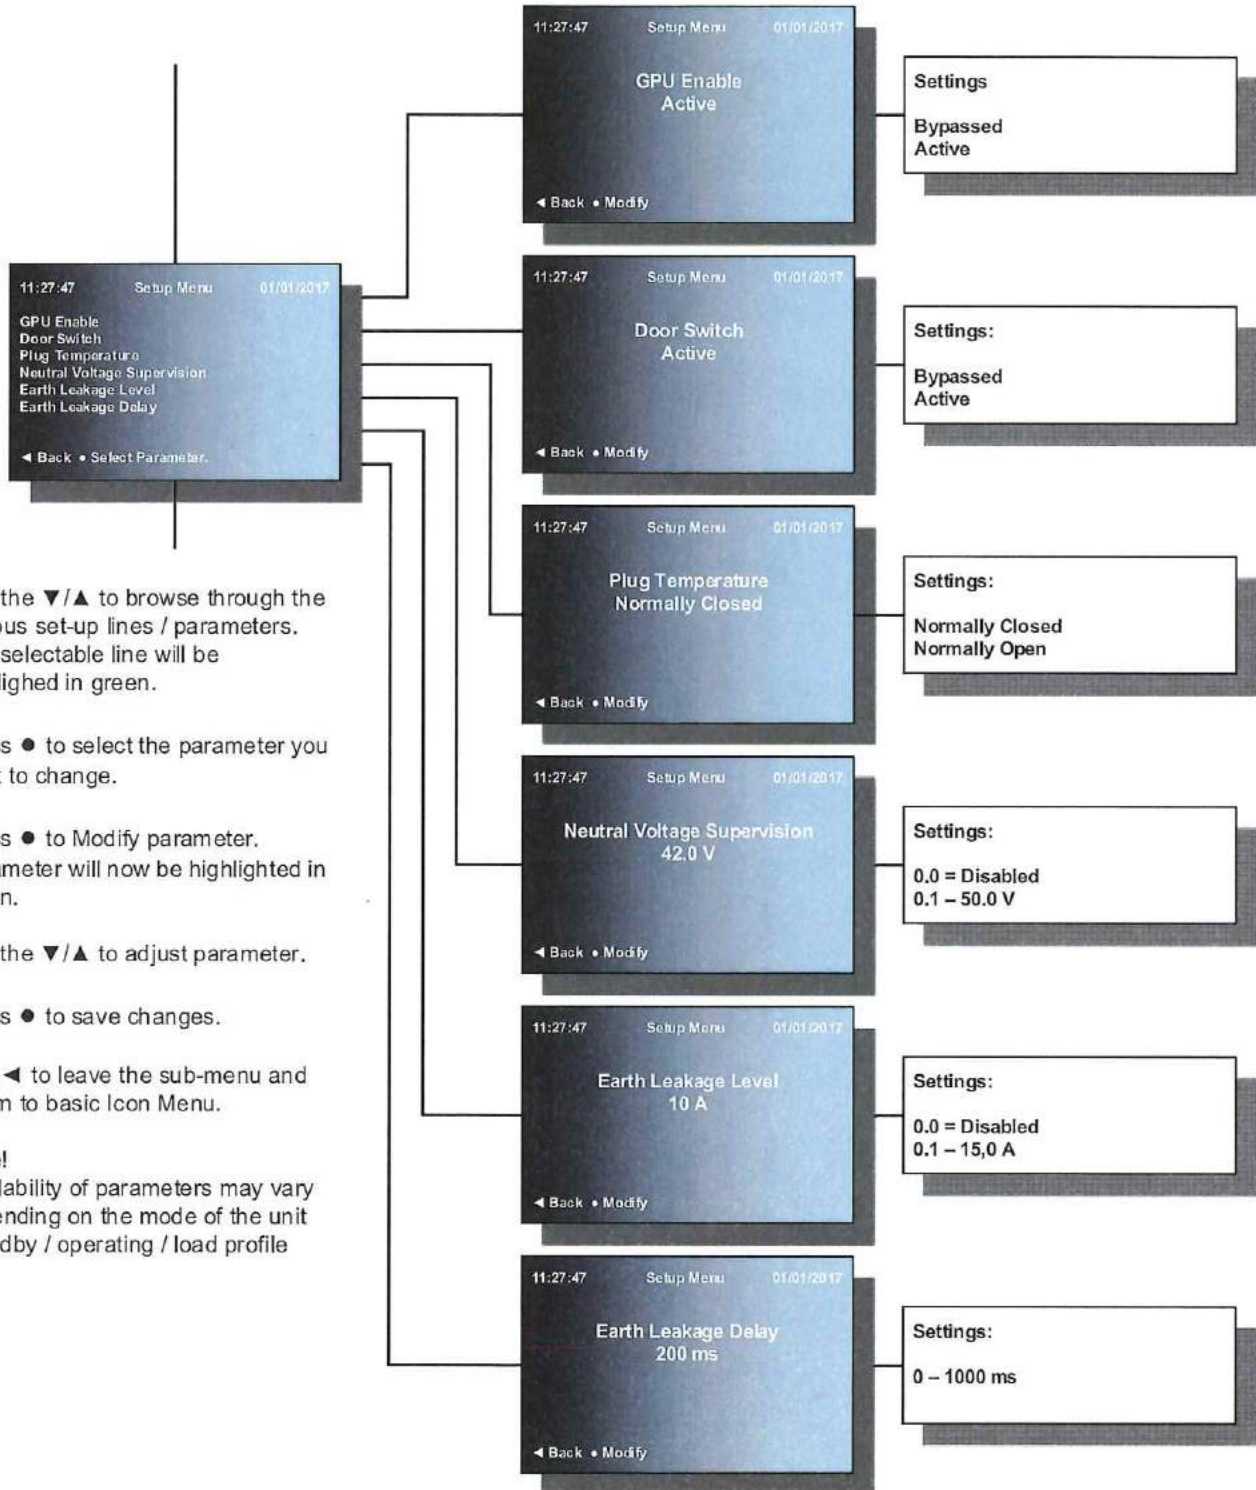 11:27:47 Setup Menu 01/01/2017
GPU Enable
Door Switch
Plug Temperature
Neutral Voltage Supervision
Earth Leakage Level
Earth Leakage Delay
◄ Back • Select Parameter.
the ▼/▲ to browse through the
ous set-up lines / parameters.
selectable line will be
lighed in green.
s ● to select the parameter you
t to change.
s ● to Modify parameter.
ameter will now be highlighted in
n.
the ▼/▲ to adjust parameter.
s ● to save changes.
◄ to leave the sub-menu and
n to basic Icon Menu.
e!
lability of parameters may vary
ending on the mode of the unit
dby / operating / load profile
11:27:47 Setup Menu 01/01/2017
GPU Enable
Active
◄ Back • Modify
Settings
Bypassed
Active
11:27:47 Setup Menu 01/01/2017
Door Switch
Active
◄ Back • Modify
Settings:
Bypassed
Active
11:27:47 Setup Menu 01/01/2017
Plug Temperature
Normally Closed
◄ Back • Modify
Settings:
Normally Closed
Normally Open
11:27:47 Setup Menu 01/01/2017
Neutral Voltage Supervision
42.0 V
◄ Back • Modify
Settings:
0.0 = Disabled
0.1 – 50.0 V
11:27:47 Setup Menu 01/01/2017
Earth Leakage Level
10 A
◄ Back • Modify
Settings:
0.0 = Disabled
0.1 – 15,0 A
11:27:47 Setup Menu 01/01/2017
Earth Leakage Delay
200 ms
◄ Back • Modify
Settings:
0 – 1000 ms